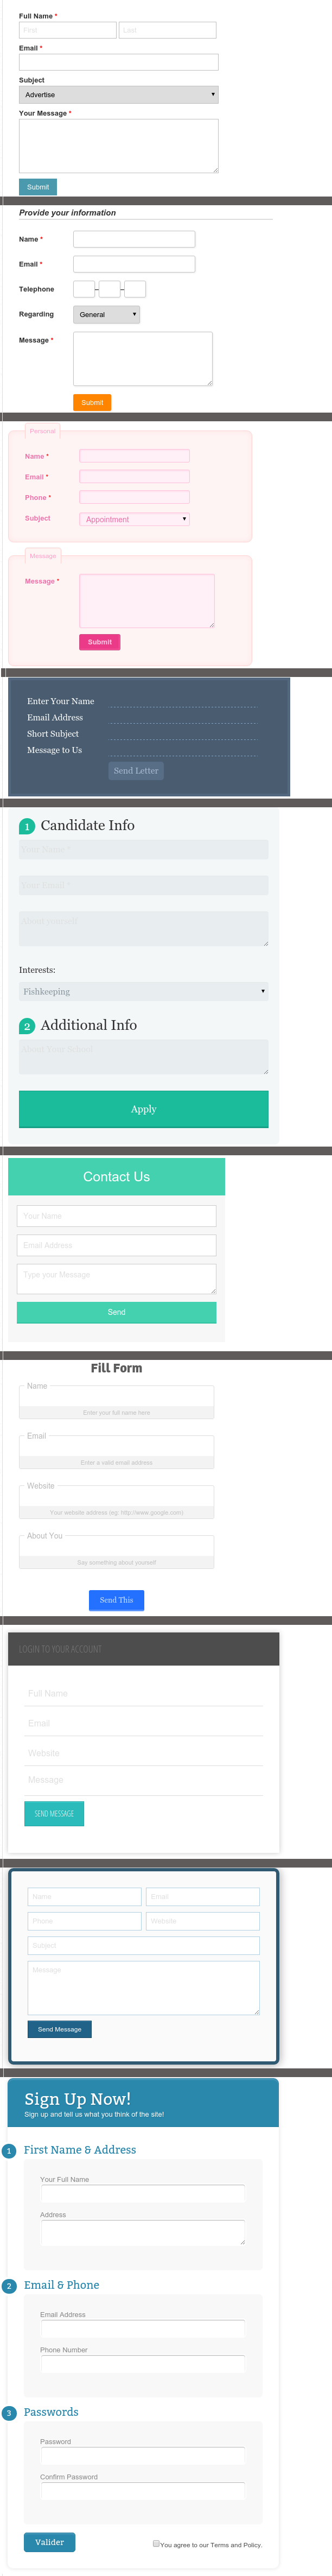 Full Name *
First Last
Email *
Subject
Advertise
Your Message *
Submit
Provide your information
Name *
Email *
Telephone
Regarding General
Message *
Submit
Personal
Name *
Email *
Phone *
Subject Appointment
Message
Message *
Submit
Enter Your Name
Email Address
Short Subject
Message to Us
Send Letter
1 Candidate Info
Your Name *
Your Email *
About yourself
Interests:
Fishkeeping
2 Additional Info
Apply
Contact Us
Your Name
Email Address
Type your Message
Send
Fill Form
Name
Enter your full name here
Email
Enter a valid email address
Website
Your website address (eg: http://www.google.com)
About You
Say something about yourself
Send This
LOGIN TO YOUR ACCOUNT
Full Name
Email
Website
Message
SEND MESSAGE
Name Email
Phone Website
Subject
Message
Send Message
Sign Up Now!
Sign up and tell us what you think of the site!
1 First Name & Address
Your Full Name
Address
2 Email & Phone
Email Address
Phone Number
3 Passwords
Password
Confirm Password
Valider You agree to our Terms and Policy.